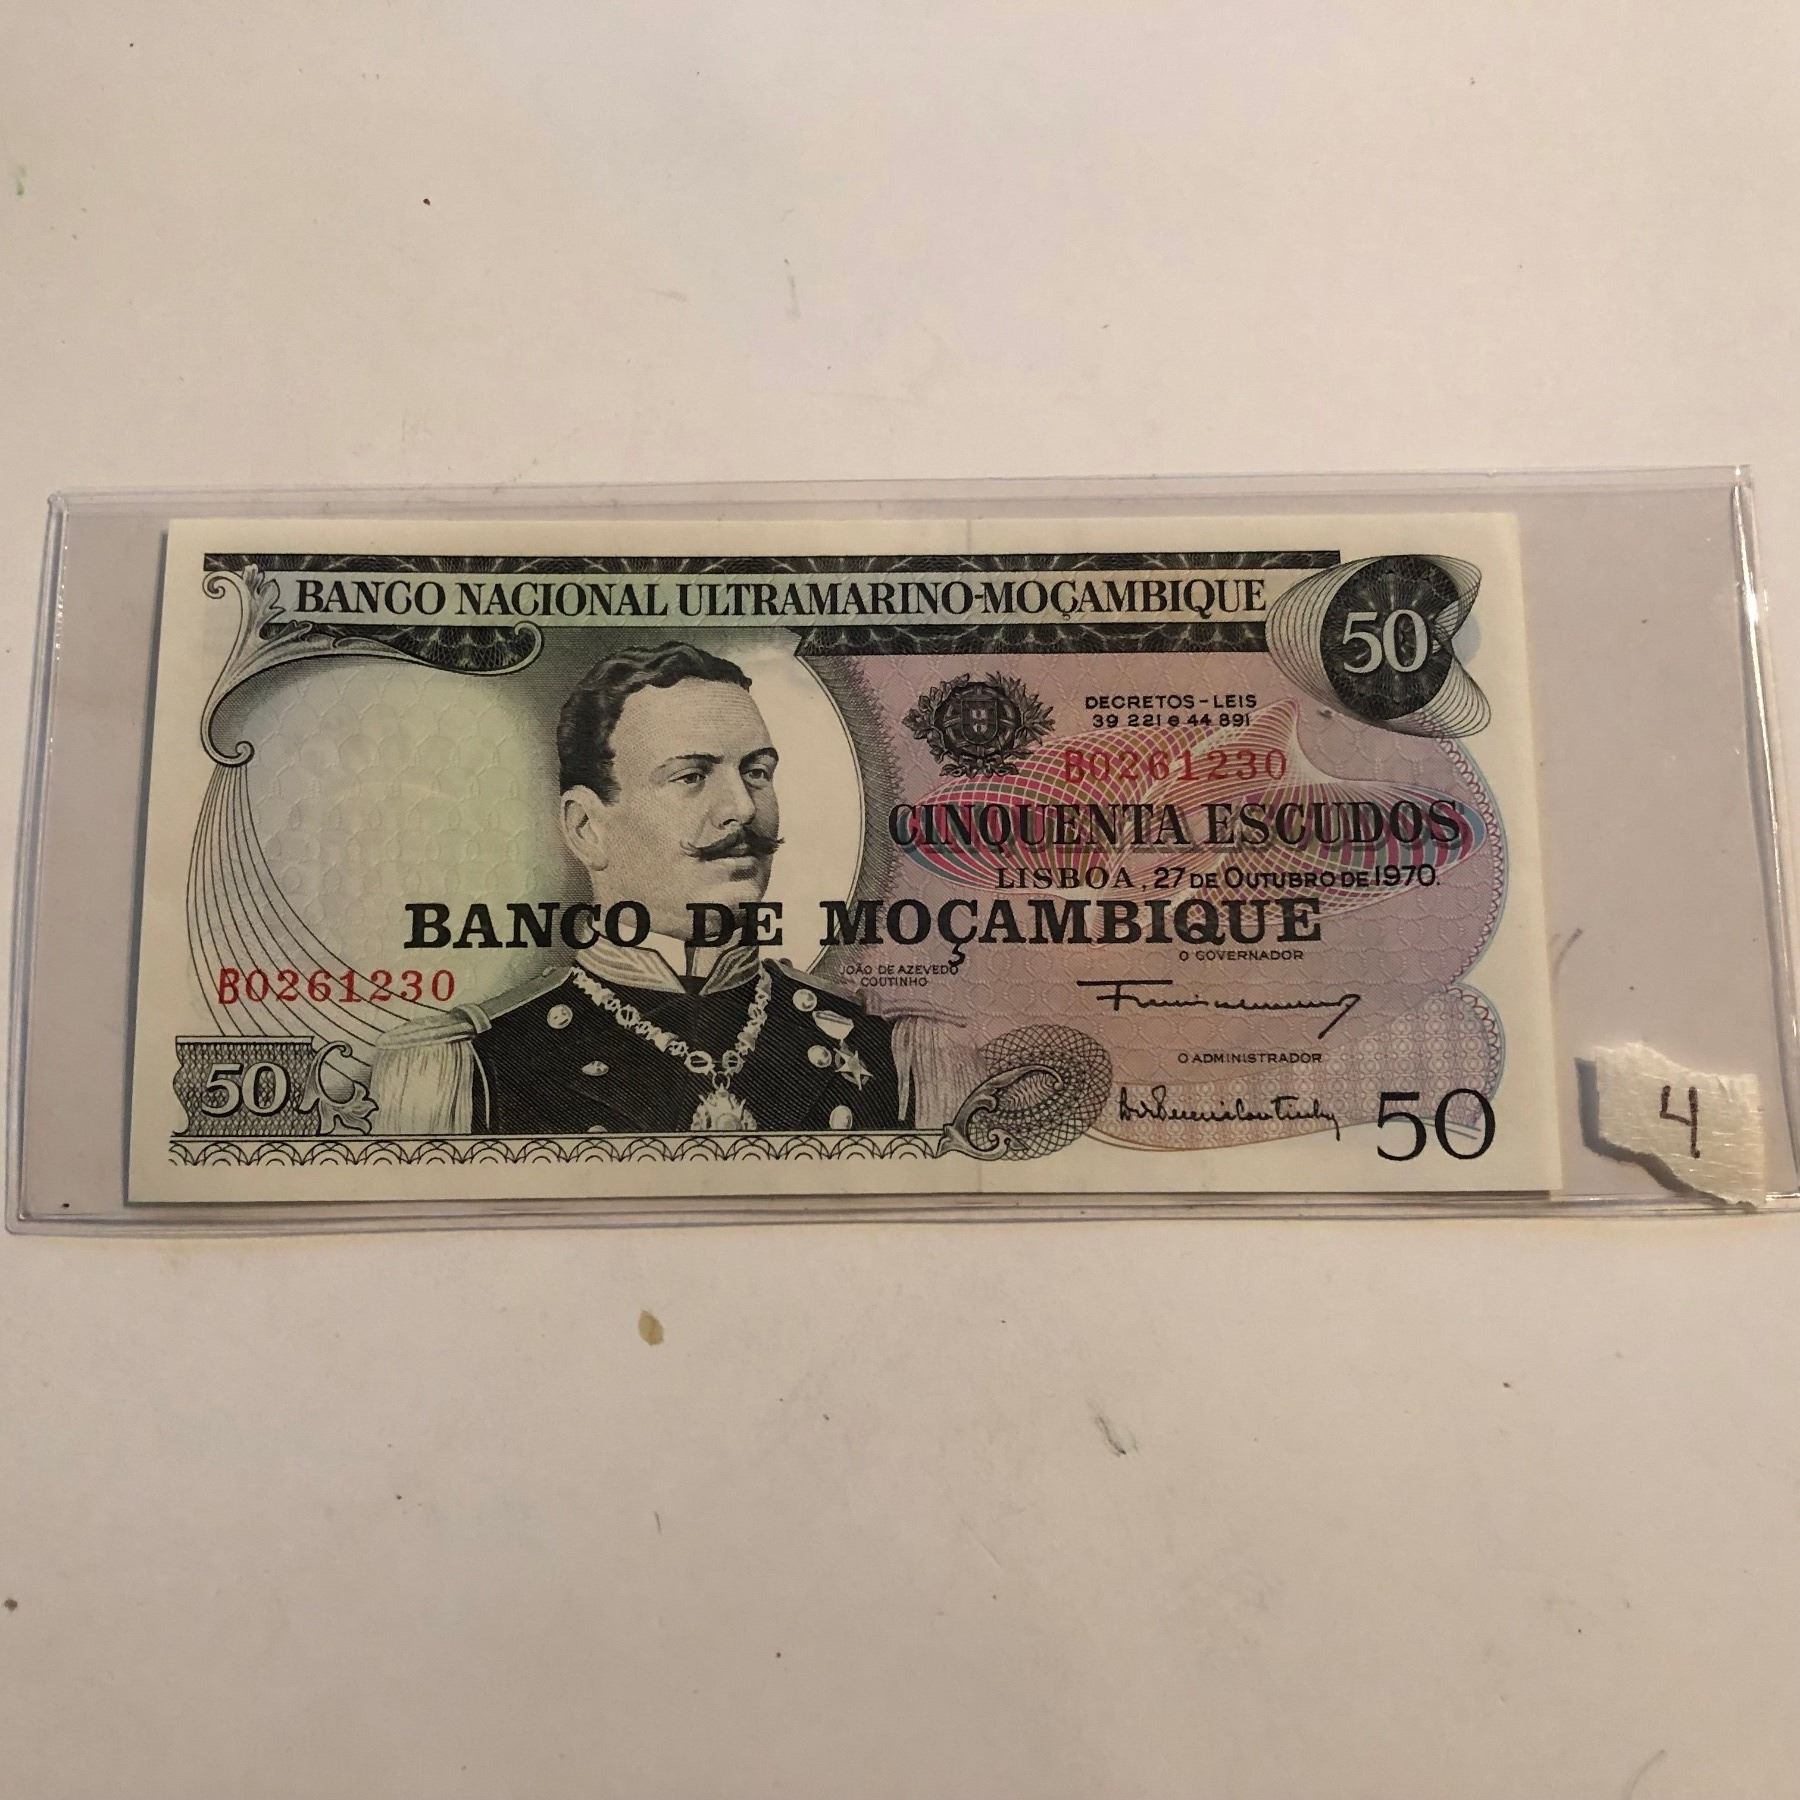 BANCO NACIONAL ULTRAMARINO-MOÇAMBIQUE
50
DECRETOS-LEIS
39 221 e 44 891
B0261230
CINQUENTA ESCUDOS
LISBOA, 27 DE OUTUBRO DE 1970.
BANCO DE MOÇAMBIQUE
O GOVERNADOR
JOÃO DE AZEVEDO
COUTINHO
B0261230
O ADMINISTRADOR
50
50
4